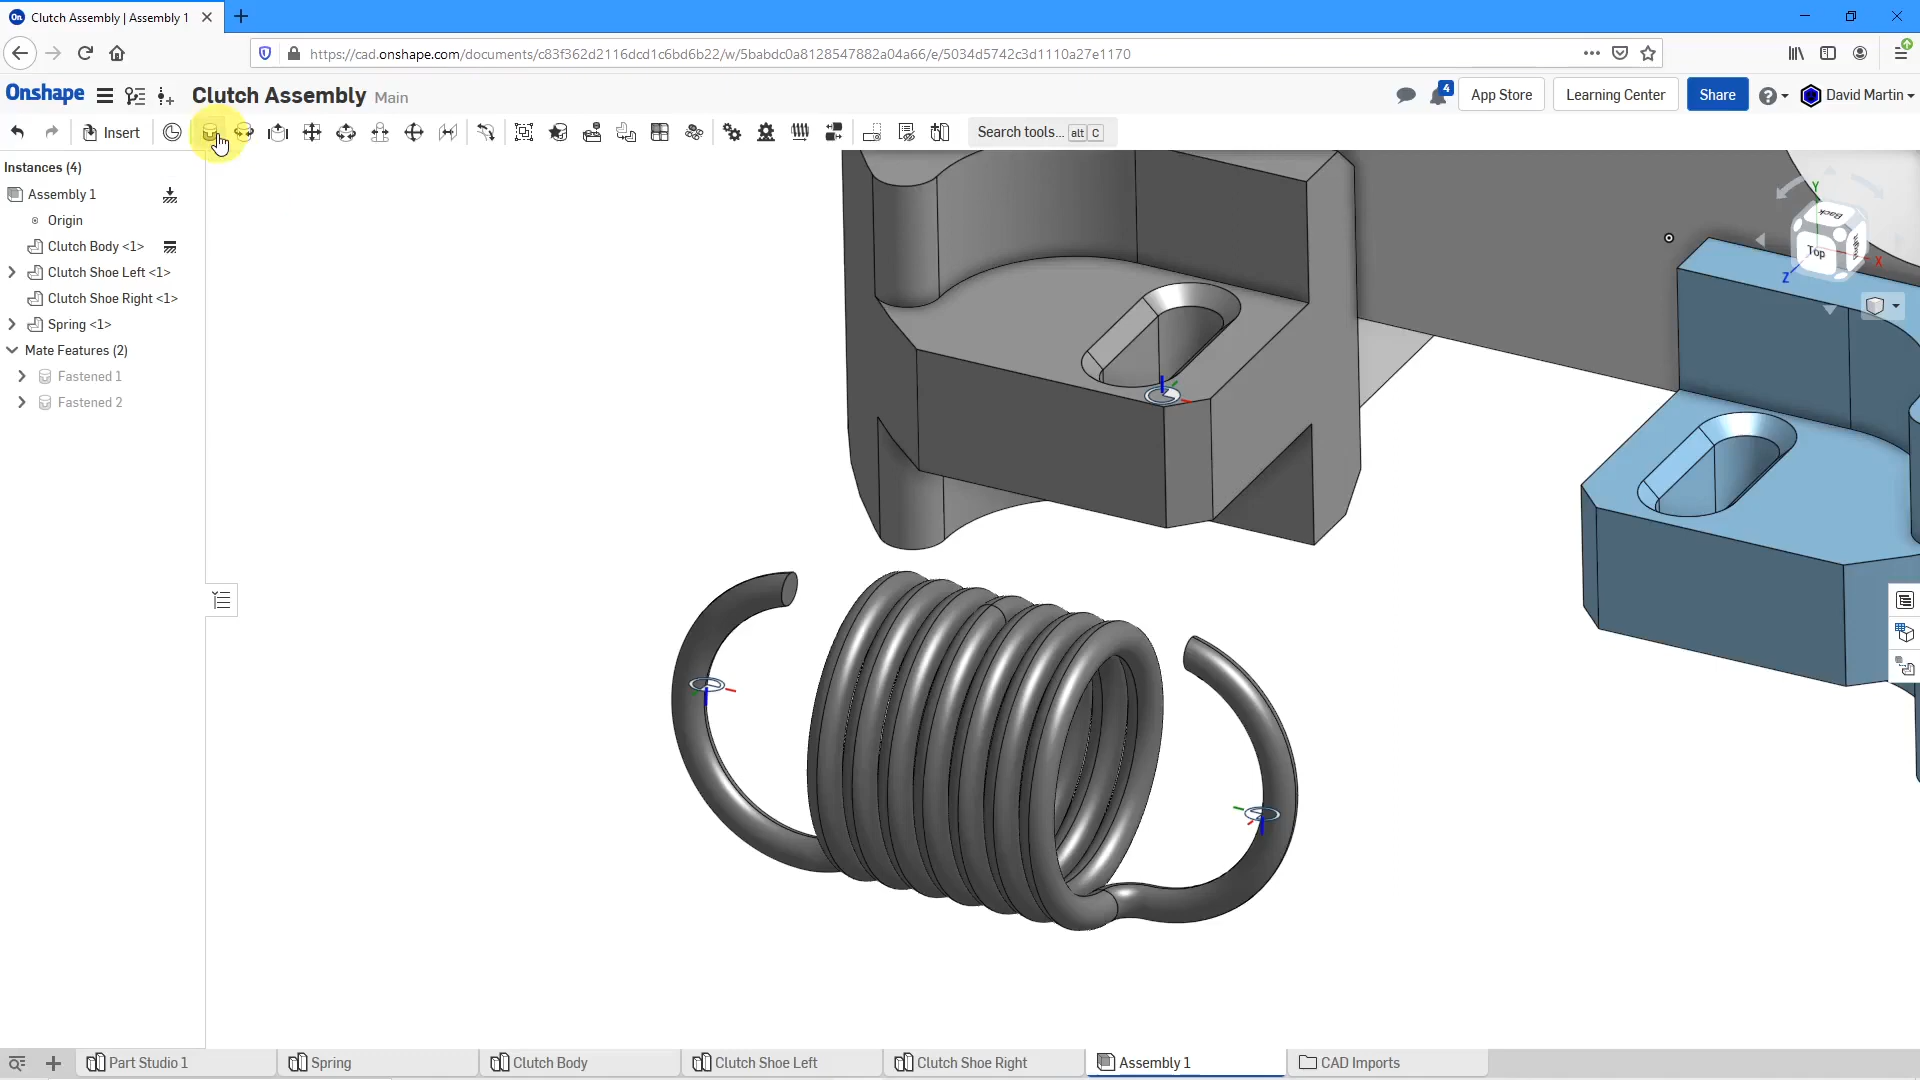 On Clutch Assembly | Assembly 1
https://cad.onshape.com/documents/c83f362d2116dcd1c6bd6b22/w/5babdc0a8128547882a04a66/e/5034d5742c3d1110a27e1170
Onshape Clutch Assembly Main 4 App Store Learning Center Share David Martin
Insert Search tools... alt C
Instances (4)
Assembly 1
Origin
Clutch Body <1>
Clutch Shoe Left <1>
Clutch Shoe Right <1>
Spring <1>
Mate Features (2)
Fastened 1
Fastened 2
Y
Back
Top
X
Z
Part Studio 1 Spring Clutch Body Clutch Shoe Left Clutch Shoe Right Assembly 1 CAD Imports